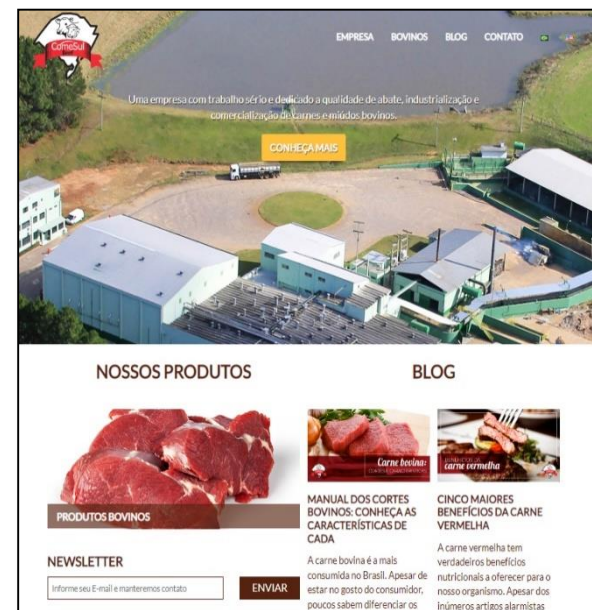 CarneSul
EMPRESA BOVINOS BLOG CONTATO
Uma empresa com trabalho sério e dedicado a qualidade de abate, industrialização e
comercialização de carnes e miúdos bovinos.
CONHEÇA MAIS
NOSSOS PRODUTOS
PRODUTOS BOVINOS
NEWSLETTER
Informe seu E-mail e manteremos contato
ENVIAR
BLOG
Carne bovina:
MANUAL DOS CORTES
BOVINOS: CONHEÇA AS
CARACTERÍSTICAS DE
CADA
A carne bovina é a mais
consumida no Brasil. Apesar de
estar no gosto do consumidor,
poucos sabem diferenciar os
carne vermelha
CINCO MAIORES
BENEFÍCIOS DA CARNE
VERMELHA
A carne vermelha tem
verdadeiros benefícios
nutricionais a oferecer para o
nosso organismo. Apesar dos
inúmeros artigos alarmistas